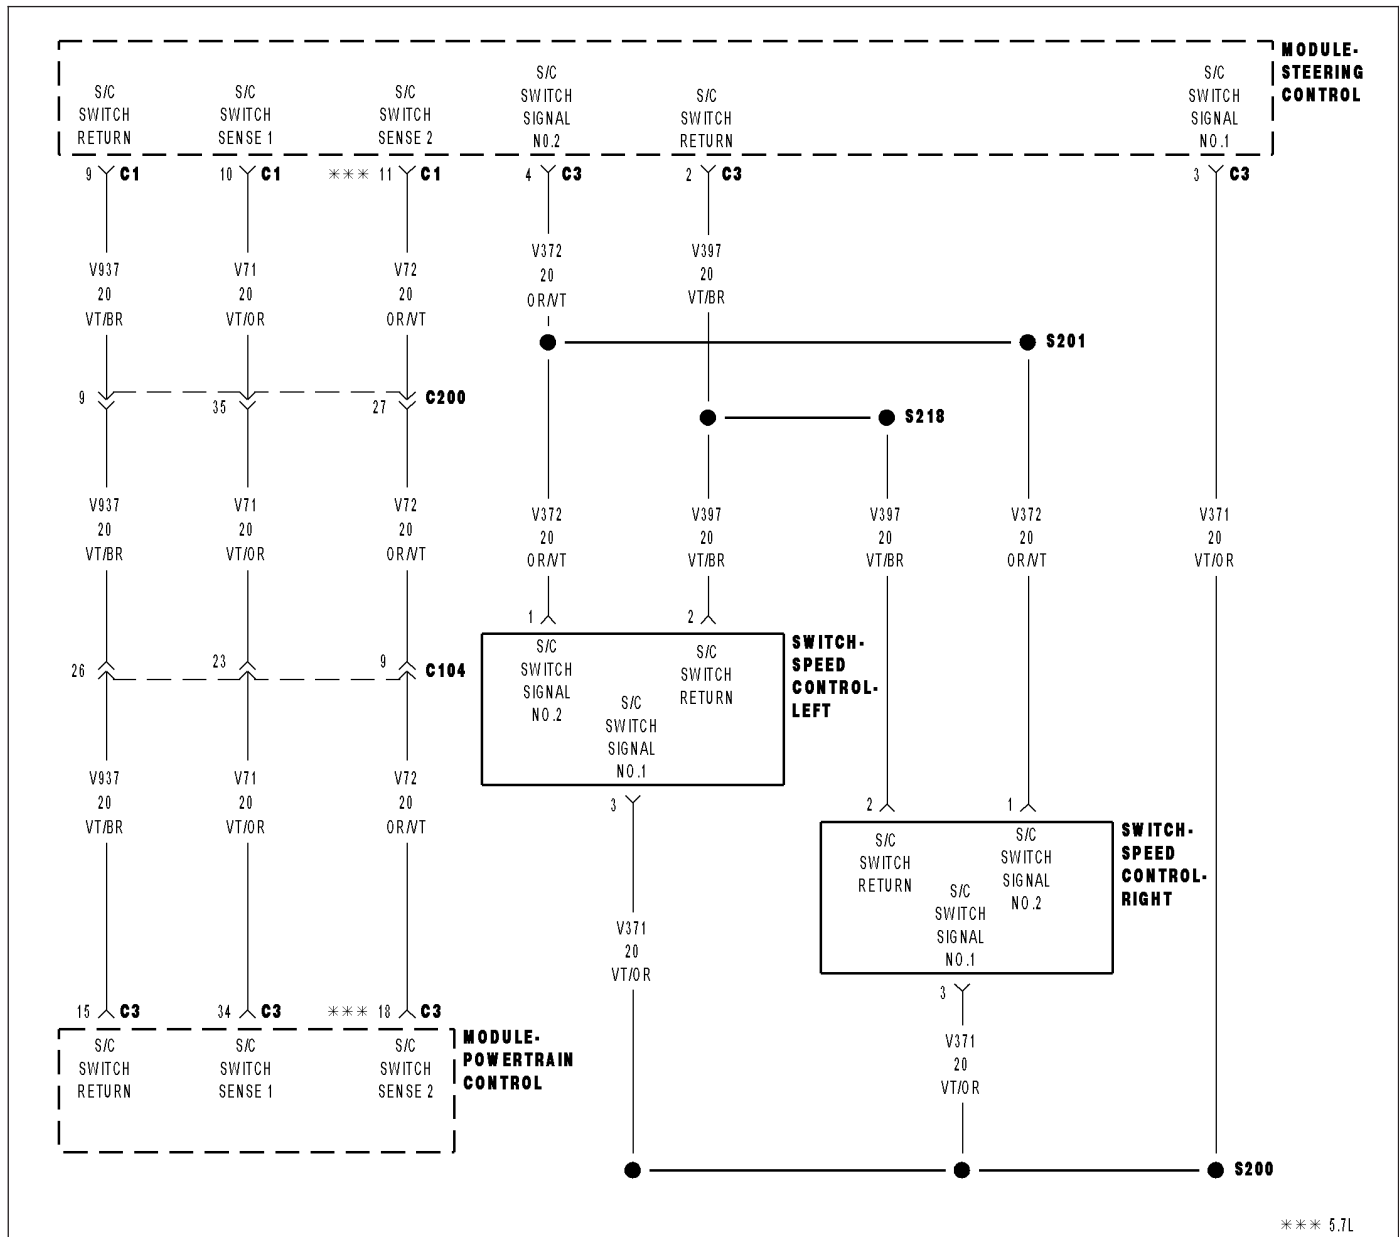 MODULE-
STEERING
CONTROL
S/C
SWITCH
RETURN
S/C
SWITCH
SENSE 1
S/C
SWITCH
SENSE 2
S/C
SWITCH
SIGNAL
NO.2
S/C
SWITCH
RETURN
S/C
SWITCH
SIGNAL
NO.1
9 C1
10 C1
*** 11 C1
4 C3
2 C3
3 C3
V937
20
VT/BR
V71
20
VT/OR
V72
20
OR/VT
V372
20
OR/VT
V397
20
VT/BR
S201
9
35
27
C200
S218
V937
20
VT/BR
V71
20
VT/OR
V72
20
OR/VT
V372
20
OR/VT
V397
20
VT/BR
V397
20
VT/BR
V372
20
OR/VT
V371
20
VT/OR
1
2
S/C
SWITCH
SIGNAL
NO.2
S/C
SWITCH
SIGNAL
NO.1
S/C
SWITCH
RETURN
SWITCH-
SPEED
CONTROL-
LEFT
26
23
9
C104
3
2
1
V937
20
VT/BR
V71
20
VT/OR
V72
20
OR/VT
S/C
SWITCH
RETURN
S/C
SWITCH
SIGNAL
NO.1
S/C
SWITCH
SIGNAL
NO.2
SWITCH-
SPEED
CONTROL-
RIGHT
V371
20
VT/OR
3
15 C3
34 C3
*** 18 C3
S/C
SWITCH
RETURN
S/C
SWITCH
SENSE 1
S/C
SWITCH
SENSE 2
MODULE-
POWERTRAIN
CONTROL
V371
20
VT/OR
S200
*** 5.7L